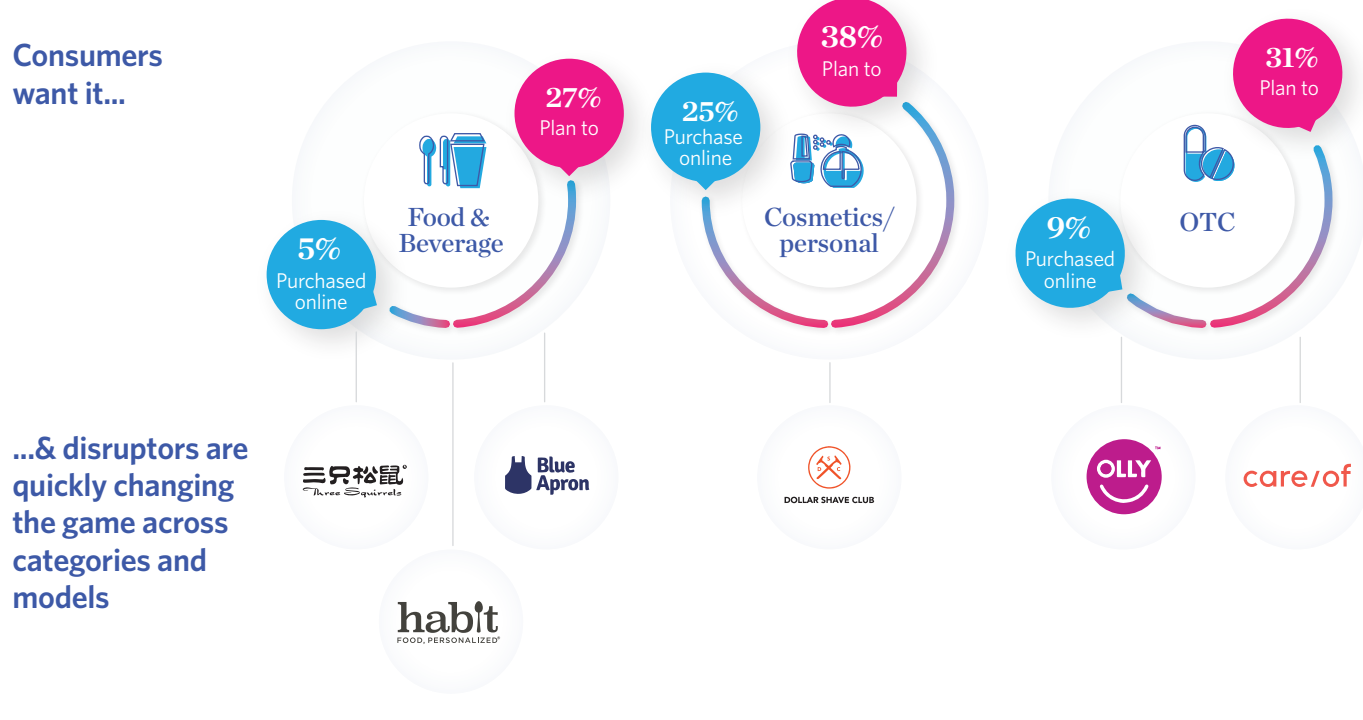 Consumers
want it...
5%
Purchased
online
27%
Plan to
Food &
Beverage
25%
Purchase
online
38%
Plan to
Cosmetics/
personal
9%
Purchased
online
31%
Plan to
OTC
...& disruptors are
quickly changing
the game across
categories and
models
三只松鼠®
Three Squirrels
habit
FOOD, PERSONALIZED®
Blue
Apron
S
D C
DOLLAR SHAVE CLUB
OLLY™
care/of